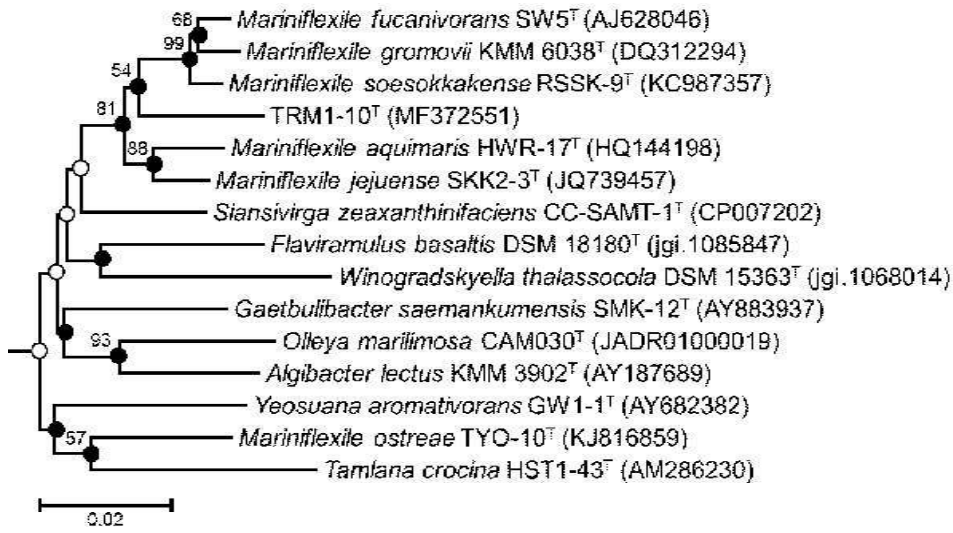 68 Mariniflexile fucanivorans SW5ᵀ (AJ628046)
99 Mariniflexile gromovii KMM 6038ᵀ (DQ312294)
54 Mariniflexile soesokkakense RSSK-9ᵀ (KC987357)
81 TRM1-10ᵀ (MF372551)
88 Mariniflexile aquimaris HWR-17ᵀ (HQ144198)
Mariniflexile jejuense SKK2-3ᵀ (JQ739457)
Siansivirga zeaxanthinifaciens CC-SAMT-1ᵀ (CP007202)
Flaviramulus basaltis DSM 18180ᵀ (jgi.1085847)
Winogradskyella thalassocola DSM 15363ᵀ (jgi.1068014)
Gaetbulibacter saemankumensis SMK-12ᵀ (AY883937)
93 Olleya marilimosa CAM030ᵀ (JADR01000019)
Algibacter lectus KMM 3902ᵀ (AY187689)
Yeosuana aromativorans GW1-1ᵀ (AY682382)
57 Mariniflexile ostreae TYO-10ᵀ (KJ816859)
Tamlana crocina HST1-43ᵀ (AM286230)
0.02